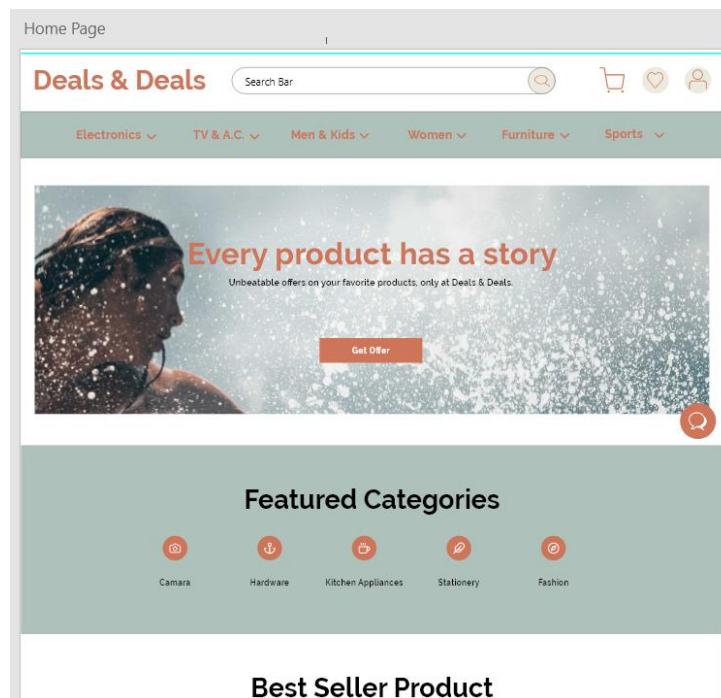 Home Page
Deals & Deals
Search Bar
Electronics
TV & A.C.
Men & Kids
Women
Furniture
Sports
Every product has a story
Unbeatable offers on your favorite products, only at Deals & Deals.
Get Offer
Featured Categories
Camara
Hardware
Kitchen Appliances
Stationery
Fashion
Best Seller Product